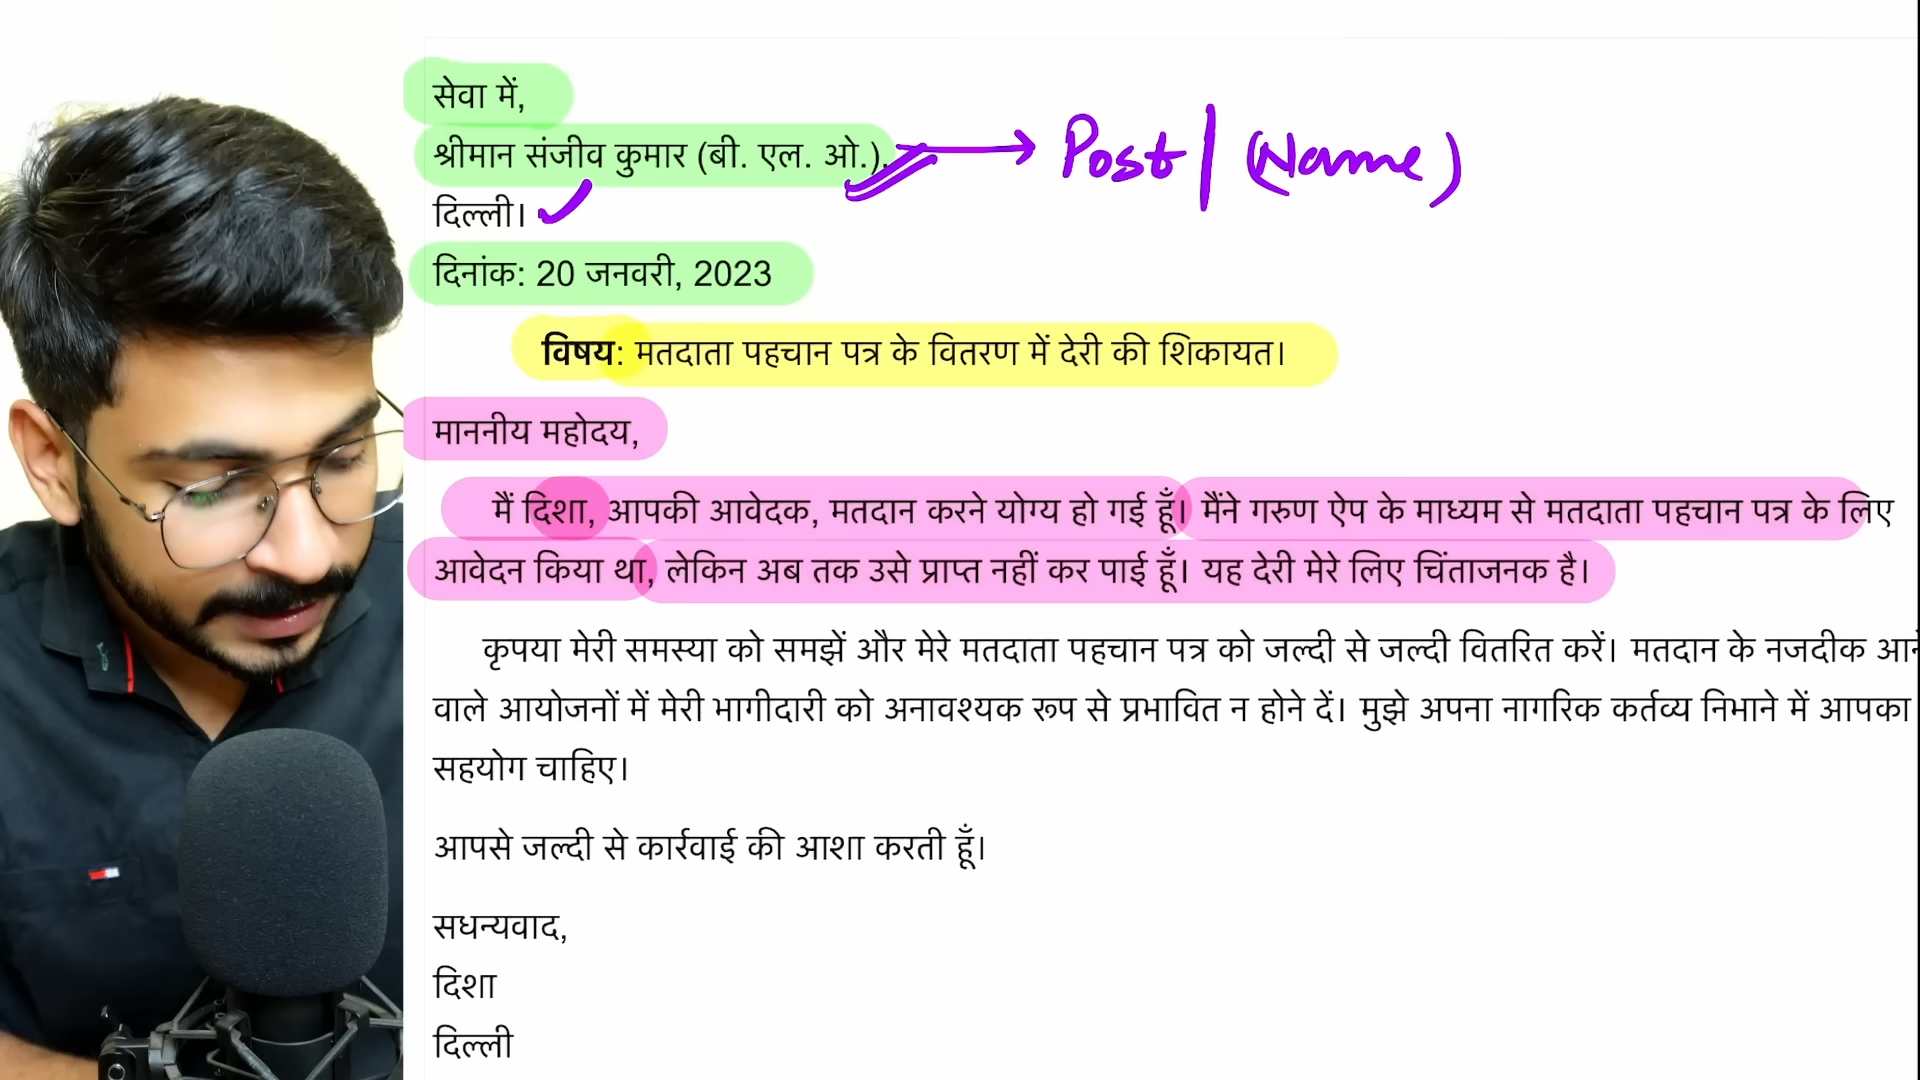 सेवा में,
श्रीमान संजीव कुमार (बी. एल. ओ.), Post | (Name)
दिल्ली।
दिनांक: 20 जनवरी, 2023
विषय: मतदाता पहचान पत्र के वितरण में देरी की शिकायत।
माननीय महोदय,
मैं दिशा, आपकी आवेदक, मतदान करने योग्य हो गई हूँ। मैंने गरुण ऐप के माध्यम से मतदाता पहचान पत्र के लिए
आवेदन किया था, लेकिन अब तक उसे प्राप्त नहीं कर पाई हूँ। यह देरी मेरे लिए चिंताजनक है।
कृपया मेरी समस्या को समझें और मेरे मतदाता पहचान पत्र को जल्दी से जल्दी वितरित करें। मतदान के नजदीक आने
वाले आयोजनों में मेरी भागीदारी को अनावश्यक रूप से प्रभावित न होने दें। मुझे अपना नागरिक कर्तव्य निभाने में आपका
सहयोग चाहिए।
आपसे जल्दी से कार्रवाई की आशा करती हूँ।
सधन्यवाद,
दिशा
दिल्ली